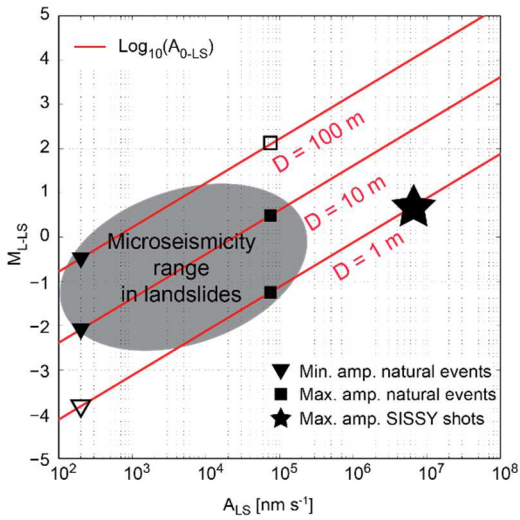 5
4
3
2
1
0
−1
−2
−3
−4
−5
M_L-LS
Log₁₀(A₀₋LS)
D = 100 m
D = 10 m
D = 1 m
Microseismicity
range
in landslides
Min. amp. natural events
Max. amp. natural events
Max. amp. SISSY shots
10² 10³ 10⁴ 10⁵ 10⁶ 10⁷ 10⁸
A_LS [nm s⁻¹]